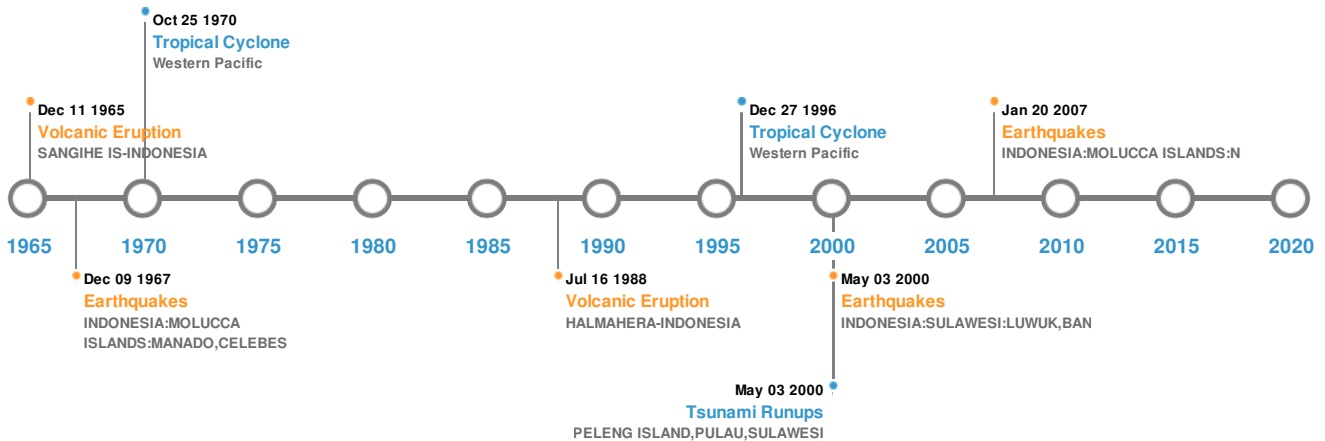 Oct 25 1970
Tropical Cyclone
Western Pacific
Dec 11 1965
Volcanic Eruption
SANGIHE IS-INDONESIA
Dec 27 1996
Tropical Cyclone
Western Pacific
Jan 20 2007
Earthquakes
INDONESIA:MOLUCCA ISLANDS:N
1965 1970 1975 1980 1985 1990 1995 2000 2005 2010 2015 2020
Dec 09 1967
Earthquakes
INDONESIA:MOLUCCA
ISLANDS:MANADO,CELEBES
Jul 16 1988
Volcanic Eruption
HALMAHERA-INDONESIA
May 03 2000
Earthquakes
INDONESIA:SULAWESI:LUWUK,BAN
May 03 2000
Tsunami Runups
PELENG ISLAND,PULAU,SULAWESI